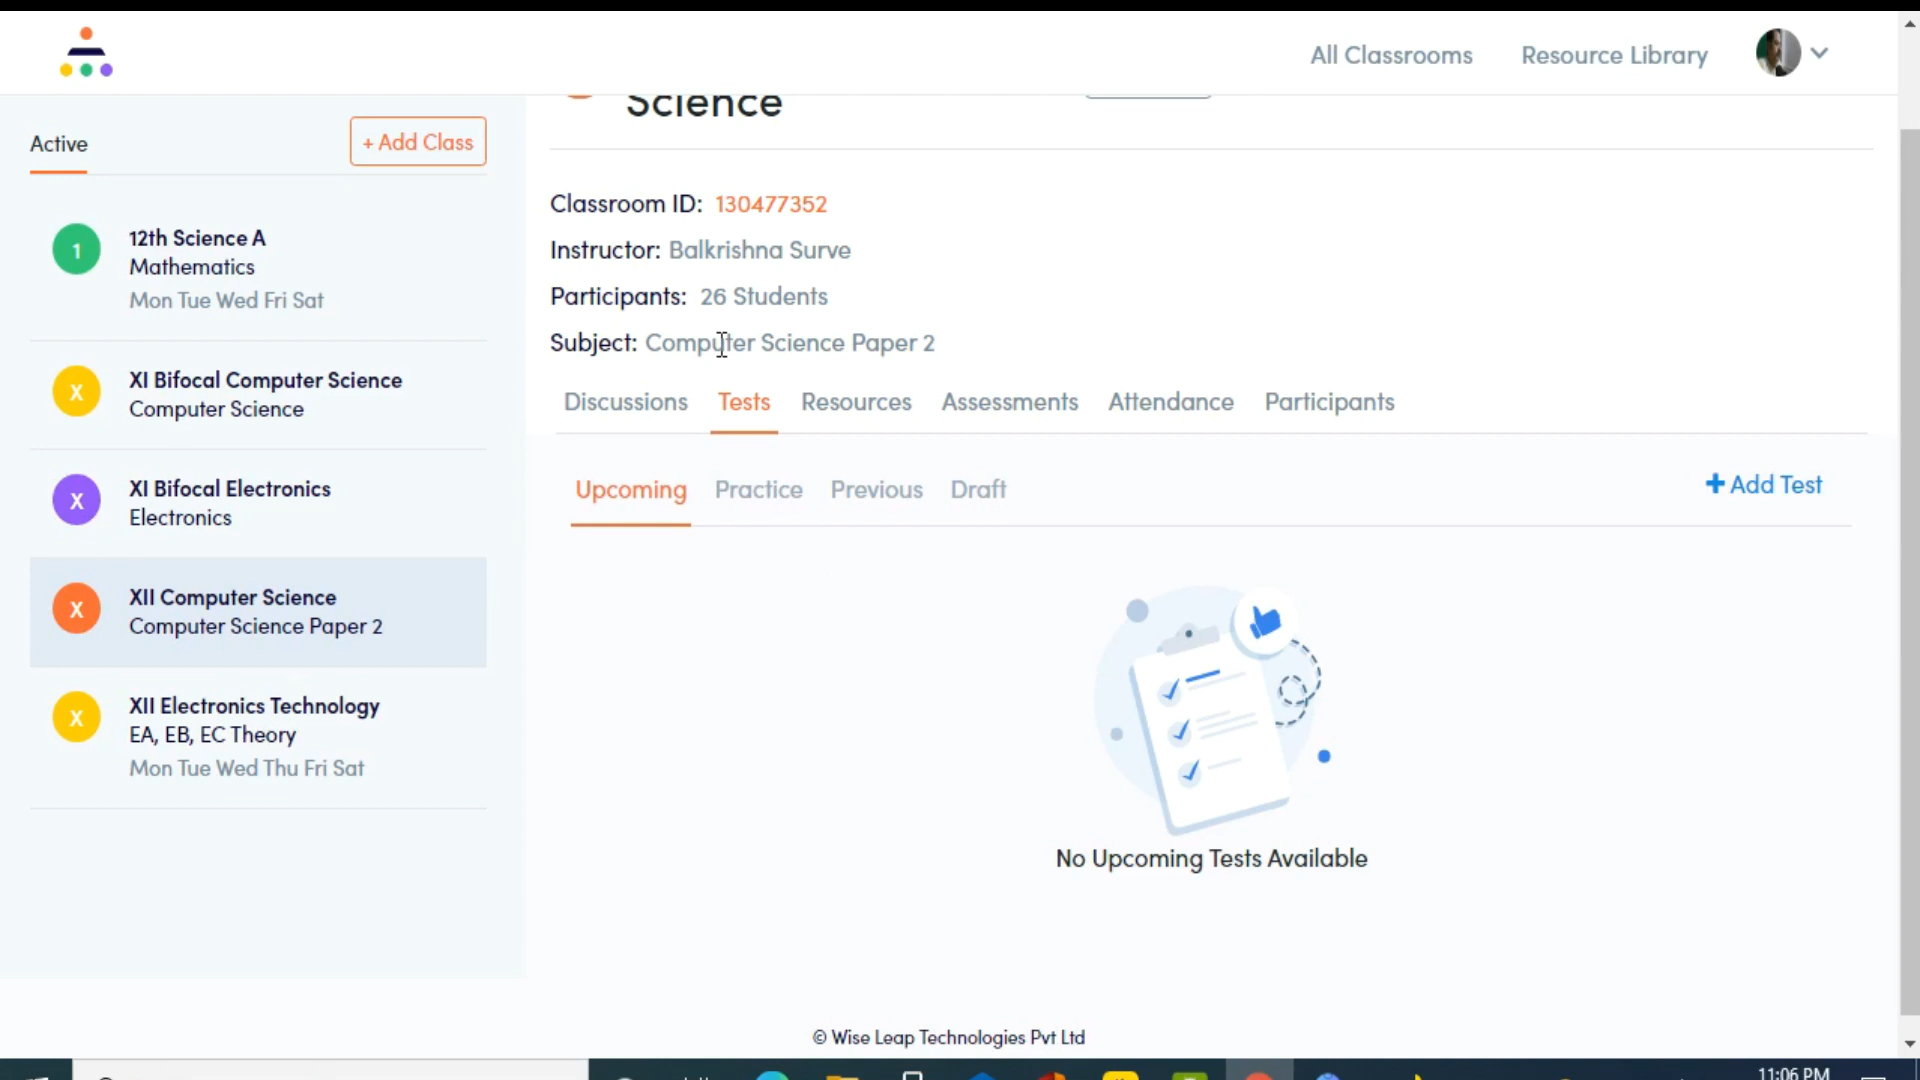 All Classrooms Resource Library
Science
Active + Add Class
Classroom ID: 130477352
Instructor: Balkrishna Surve
Participants: 26 Students
Subject: Computer Science Paper 2
1
12th Science A
Mathematics
Mon Tue Wed Fri Sat
X
XI Bifocal Computer Science
Computer Science
X
XI Bifocal Electronics
Electronics
X
XII Computer Science
Computer Science Paper 2
X
XII Electronics Technology
EA, EB, EC Theory
Mon Tue Wed Thu Fri Sat
Discussions Tests Resources Assessments Attendance Participants
Upcoming Practice Previous Draft + Add Test
No Upcoming Tests Available
© Wise Leap Technologies Pvt Ltd
11:06 PM